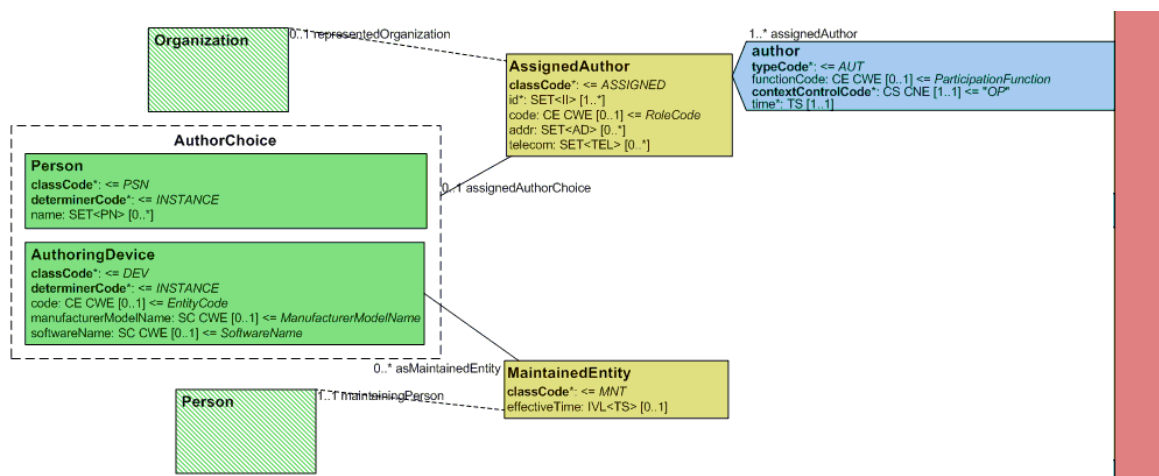 Organization
0..1 representedOrganization
1..* assignedAuthor
AssignedAuthor
classCode*: <= ASSIGNED
id*: SET<II> [1..*]
code: CE CWE [0..1] <= RoleCode
addr: SET<AD> [0..*]
telecom: SET<TEL> [0..*]
author
typeCode*: <= AUT
functionCode: CE CWE [0..1] <= ParticipationFunction
contextControlCode*: CS CNE [1..1] <= "OP"
time*: TS [1..1]
AuthorChoice
Person
classCode*: <= PSN
determinerCode*: <= INSTANCE
name: SET<PN> [0..*]
0..1 assignedAuthorChoice
AuthoringDevice
classCode*: <= DEV
determinerCode*: <= INSTANCE
code: CE CWE [0..1] <= EntityCode
manufacturerModelName: SC CWE [0..1] <= ManufacturerModelName
softwareName: SC CWE [0..1] <= SoftwareName
0..* asMaintainedEntity
MaintainedEntity
classCode*: <= MNT
effectiveTime: IVL<TS> [0..1]
Person
1..1 maintainingPerson